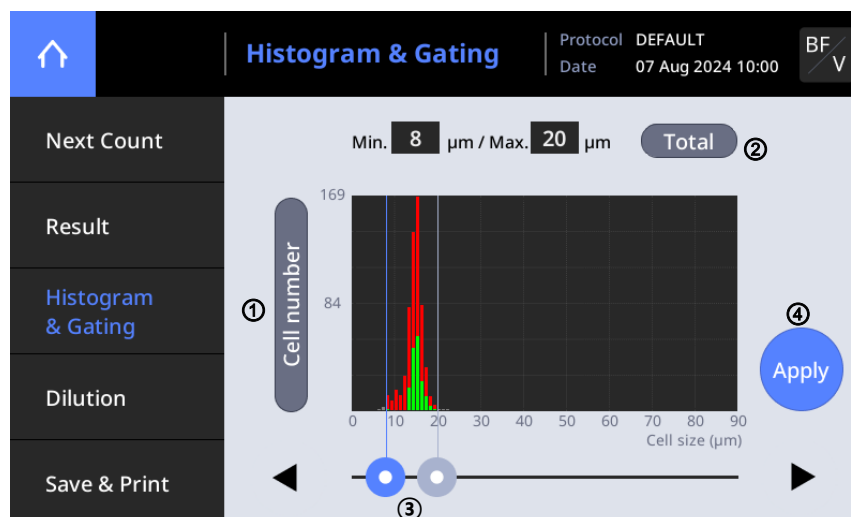 Histogram & Gating
Protocol DEFAULT
Date 07 Aug 2024 10:00
BF/V
Next Count
Result
Histogram
& Gating
Dilution
Save & Print
Min. 8 µm / Max. 20 µm
Total
②
①
Cell number
169
84
0 10 20 30 40 50 60 70 80 90
Cell size (µm)
④
Apply
③